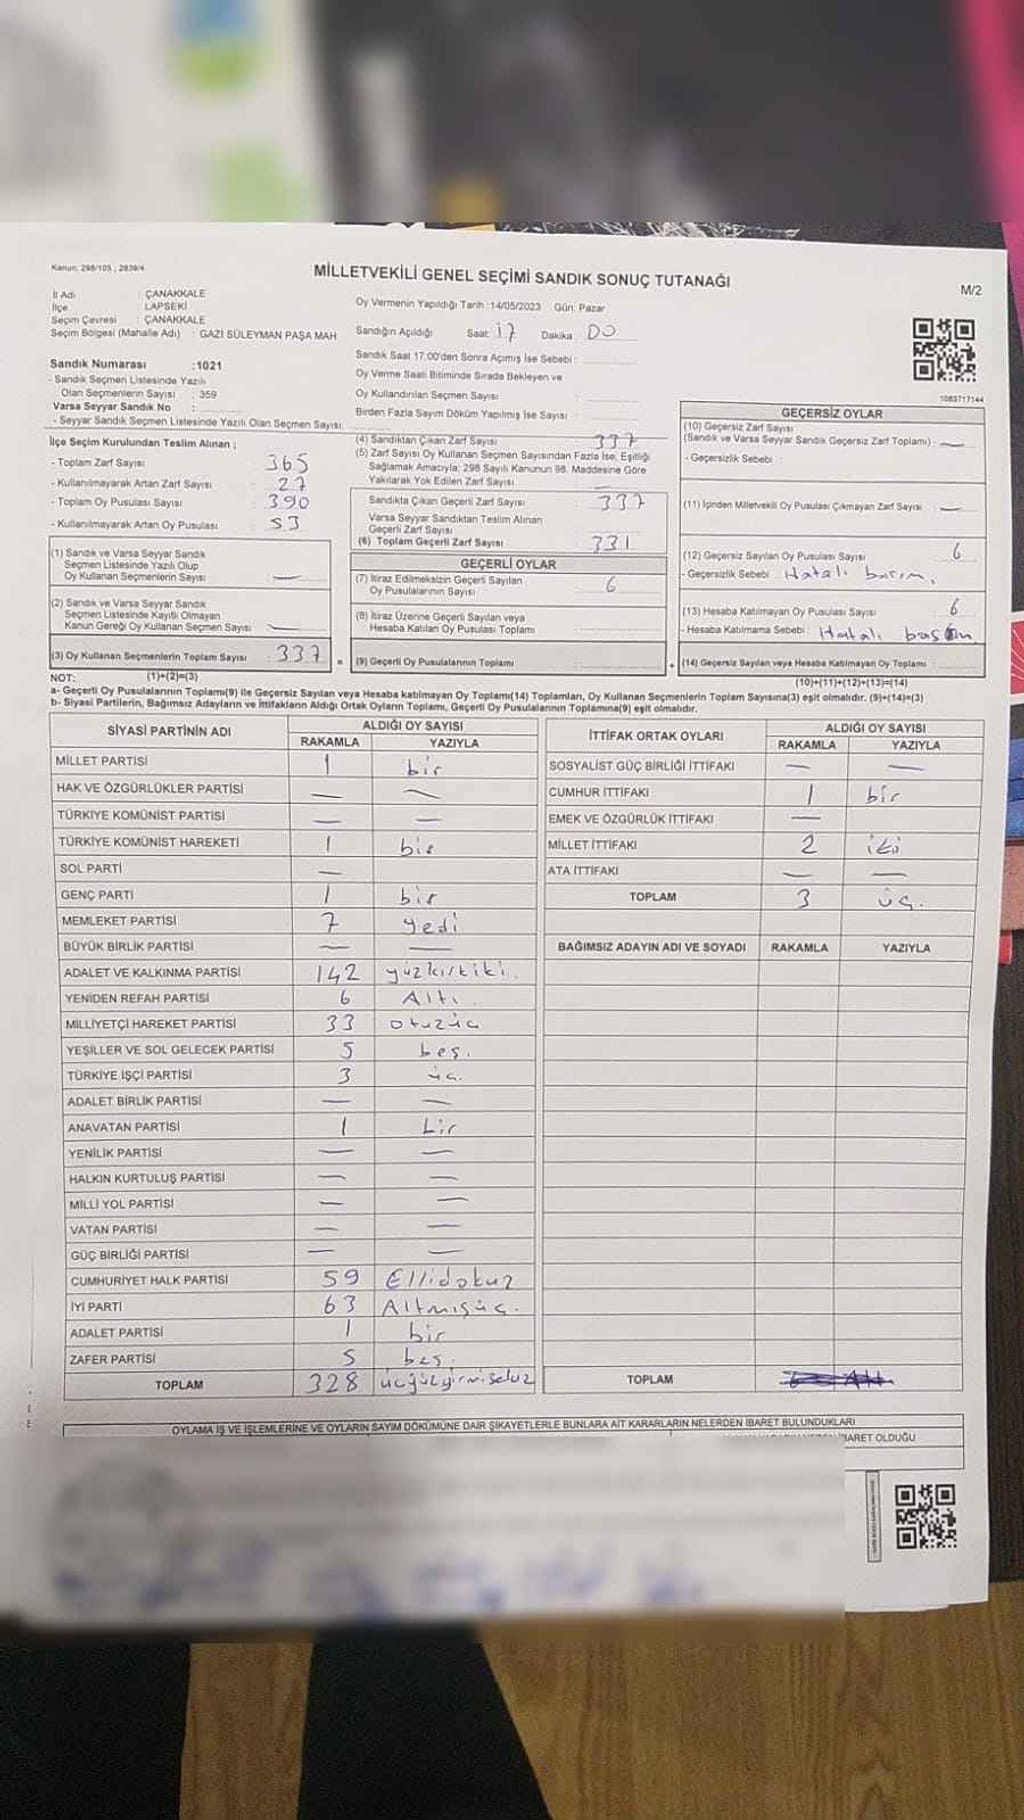 Kanun: 298/105 ; 2839/4
MİLLETVEKİLİ GENEL SEÇİMİ SANDIK SONUÇ TUTANAĞI
M/2
İl Adı : ÇANAKKALE
İlçe : LAPSEKİ
Seçim Çevresi : ÇANAKKALE
Seçim Bölgesi (Mahalle Adı) : GAZİ SÜLEYMAN PAŞA MAH
Oy Vermenin Yapıldığı Tarih :14/05/2023 Gün: Pazar
Sandığın Açıldığı Saat: 17 Dakika : 00
Sandık Saat 17.00'den Sonra Açımış İse Sebebi :
Oy Verme Saati Bitiminde Sırada Bekleyen ve
Oy Kullandırılan Seçmen Sayısı :
Birden Fazla Sayım Döküm Yapılmış İse Sayısı :
Sandık Numarası :1021
- Sandık Seçmen Listesinde Yazılı
Olan Seçmenlerin Sayısı : 359
Varsa Seyyar Sandık No :
- Seyyar Sandık Seçmen Listesinde Yazılı Olan Seçmen Sayısı:
1083717144
İlçe Seçim Kurulundan Teslim Alınan ;
- Toplam Zarf Sayısı : 365
- Kullanılmayarak Artan Zarf Sayısı : 27
- Toplam Oy Pusulası Sayısı : 390
- Kullanılmayarak Artan Oy Pusulası : 53
(1) Sandık ve Varsa Seyyar Sandık
Seçmen Listesinde Yazılı Olup
Oy Kullanan Seçmenlerin Sayısı : —
(2) Sandık ve Varsa Seyyar Sandık
Seçmen Listesinde Kayıtlı Olmayan
Kanun Gereği Oy Kullanan Seçmen Sayısı : —
(3) Oy Kullanan Seçmenlerin Toplam Sayısı : 337
(1)+(2)=(3)
(4) Sandıktan Çıkan Zarf Sayısı : 337
(5) Zarf Sayısı Oy Kullanan Seçmen Sayısından Fazla İse, Eşitliği
Sağlamak Amacıyla; 298 Sayılı Kanunun 98. Maddesine Göre
Yakılarak Yok Edilen Zarf Sayısı : —
Sandıkta Çıkan Geçerli Zarf Sayısı : 337
Varsa Seyyar Sandıktan Teslim Alınan
Geçerli Zarf Sayısı :
(6) Toplam Geçerli Zarf Sayısı : 331
GEÇERLİ OYLAR
(7) İtiraz Edilmeksizin Geçerli Sayılan
Oy Pusulalarının Sayısı : 6
(8) İtiraz Üzerine Geçerli Sayılan veya
Hesaba Katılan Oy Pusulası Toplamı :
= (9) Geçerli Oy Pusulalarının Toplamı :
GEÇERSİZ OYLAR
(10) Geçersiz Zarf Sayısı
(Sandık ve Varsa Seyyar Sandık Geçersiz Zarf Toplamı) : —
- Geçersizlik Sebebi :
(11) İçinden Milletvekili Oy Pusulası Çıkmayan Zarf Sayısı : —
(12) Geçersiz Sayılan Oy Pusulası Sayısı : 6
- Geçersizlik Sebebi : Hatalı
(13) Hesaba Katılmayan Oy Pusulası Sayısı : 6
- Hesaba Katılmama Sebebi : Hatalı
+ (14) Geçersiz Sayılan veya Hesaba Katılmayan Oy Toplamı :
(10)+(11)+(12)+(13)=(14)
NOT:
a- Geçerli Oy Pusulalarının Toplamı(9) ile Geçersiz Sayılan veya Hesaba katılmayan Oy Toplamı(14) Toplamları, Oy Kullanan Seçmenlerin Toplam Sayısına(3) eşit olmalıdır. (9)+(14)=(3)
b- Siyasi Partilerin, Bağımsız Adayların ve İttifakların Aldığı Ortak Oyların Toplamı, Geçerli Oy Pusulalarının Toplamına(9) eşit olmalıdır.
SİYASİ PARTİNİN ADI ALDIĞI OY SAYISI
RAKAMLA YAZIYLA
MİLLET PARTİSİ 1 bir
HAK VE ÖZGÜRLÜKLER PARTİSİ — —
TÜRKİYE KOMÜNİST PARTİSİ — —
TÜRKİYE KOMÜNİST HAREKETİ 1 bir
SOL PARTİ —
GENÇ PARTİ 1 bir
MEMLEKET PARTİSİ 7 yedi
BÜYÜK BİRLİK PARTİSİ — —
ADALET VE KALKINMA PARTİSİ 142 yüzkırkiki.
YENİDEN REFAH PARTİSİ 6 Altı
MİLLİYETÇİ HAREKET PARTİSİ 33 otuzüç
YEŞİLLER VE SOL GELECEK PARTİSİ 5 beş.
TÜRKİYE İŞÇİ PARTİSİ 3 üç.
ADALET BİRLİK PARTİSİ — —
ANAVATAN PARTİSİ 1 bir
YENİLİK PARTİSİ — —
HALKIN KURTULUŞ PARTİSİ — —
MİLLİ YOL PARTİSİ — —
VATAN PARTİSİ — —
GÜÇ BİRLİĞİ PARTİSİ — —
CUMHURİYET HALK PARTİSİ 59 Ellidokuz
İYİ PARTİ 63 Altmışüç.
ADALET PARTİSİ 1 bir
ZAFER PARTİSİ 5 beş.
TOPLAM 328
İTTİFAK ORTAK OYLARI ALDIĞI OY SAYISI
RAKAMLA YAZIYLA
SOSYALİST GÜÇ BİRLİĞİ İTTİFAKI — —
CUMHUR İTTİFAKI 1 bir
EMEK VE ÖZGÜRLÜK İTTİFAKI —
MİLLET İTTİFAKI 2 iki
ATA İTTİFAKI — —
TOPLAM 3 üç.
BAĞIMSIZ ADAYIN ADI VE SOYADI RAKAMLA YAZIYLA
TOPLAM
OYLAMA İŞ VE İŞLEMLERİNE VE OYLARIN SAYIM DÖKÜMÜNE DAİR ŞİKAYETLERLE BUNLARA AİT KARARLARIN NELERDEN İBARET BULUNDUKLARI
İBARET OLDUĞU